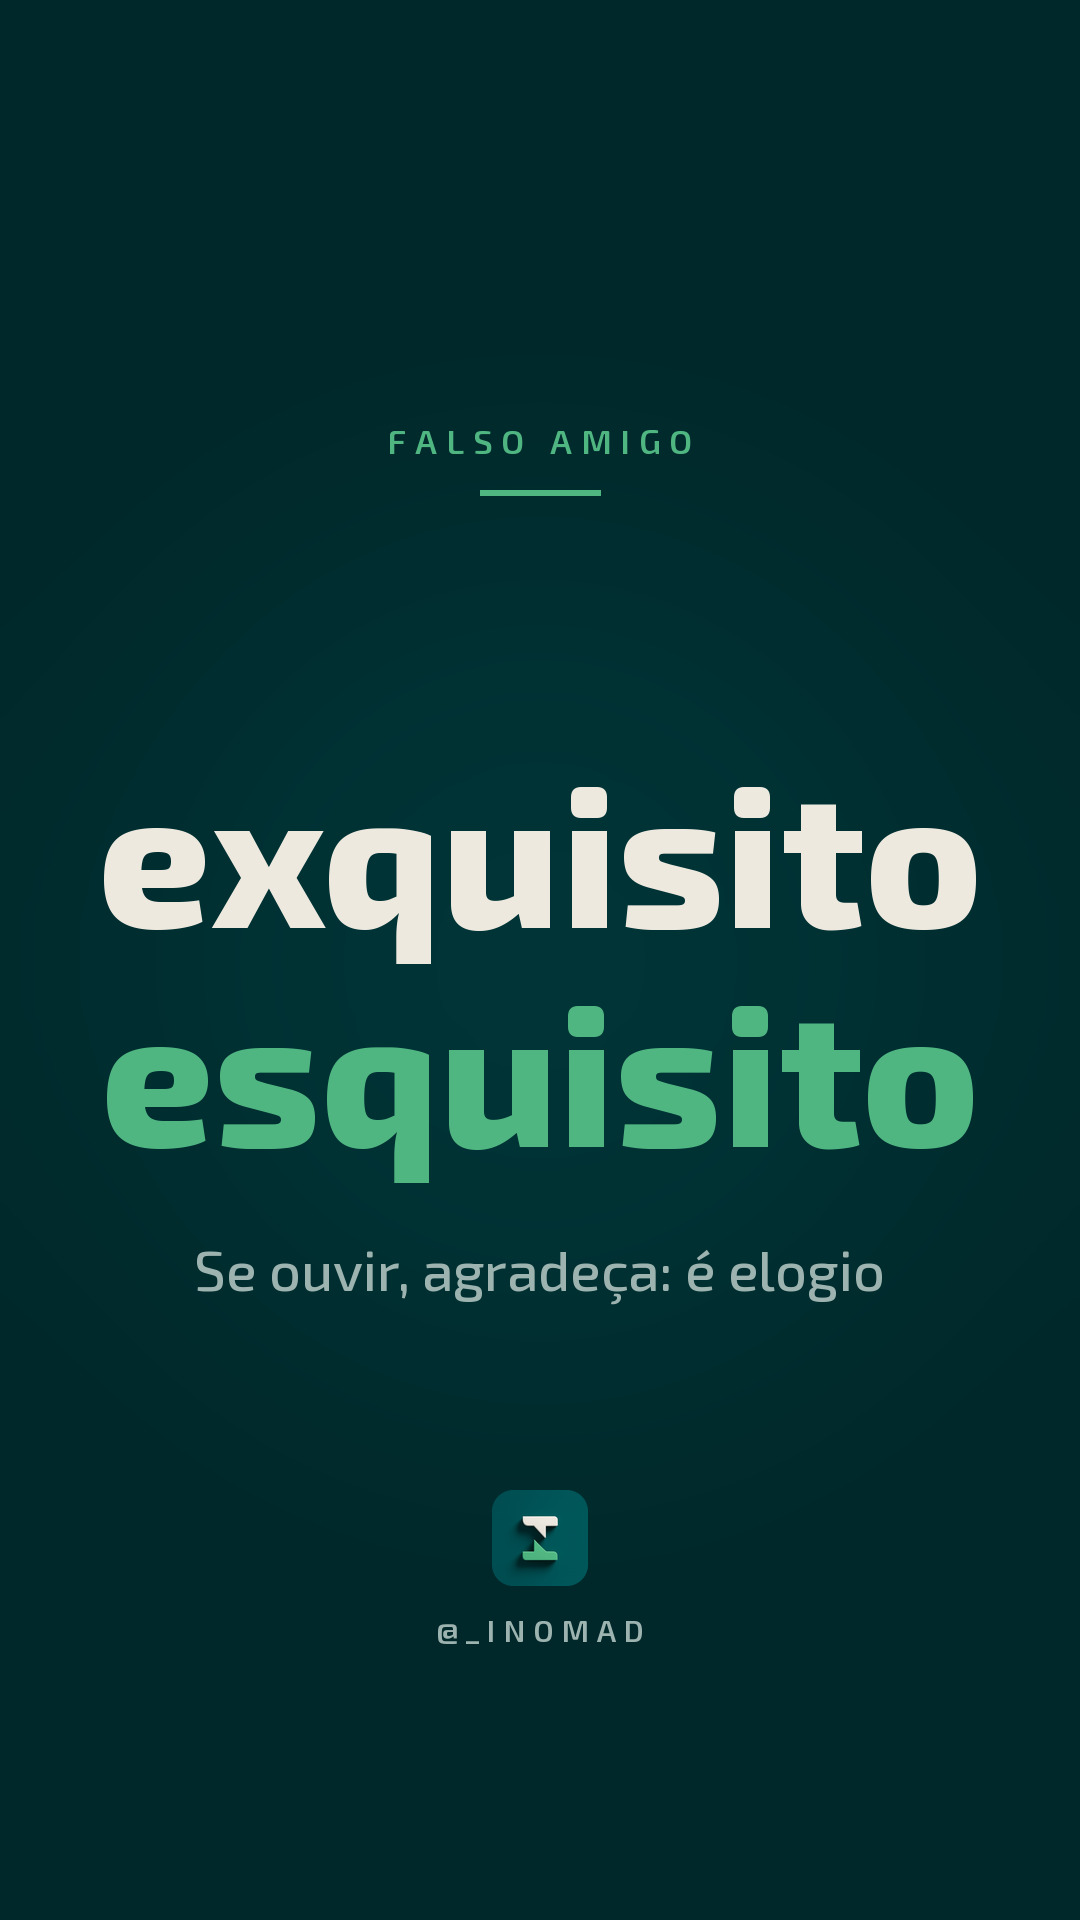 FALSO AMIGO
exquisito
esquisito
Se ouvir, agradeça: é elogio
@_INOMAD